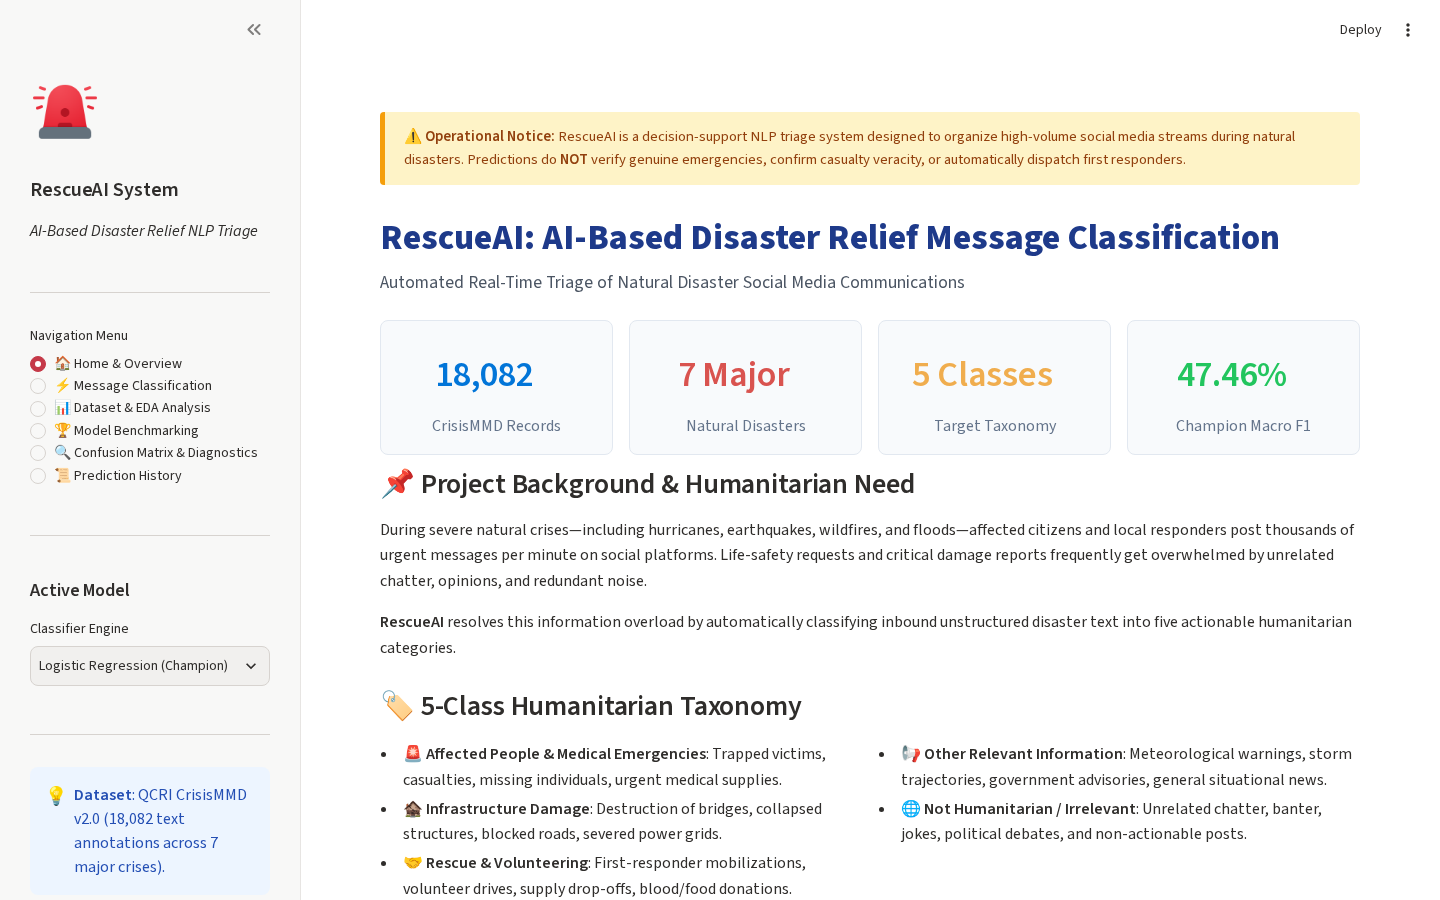 Deploy
RescueAI System
AI-Based Disaster Relief NLP Triage
Navigation Menu
🏠 Home & Overview
⚡ Message Classification
📊 Dataset & EDA Analysis
🏆 Model Benchmarking
🔍 Confusion Matrix & Diagnostics
📜 Prediction History
Active Model
Classifier Engine
Logistic Regression (Champion)
💡 Dataset: QCRI CrisisMMD
v2.0 (18,082 text
annotations across 7
major crises).
⚠️ Operational Notice: RescueAI is a decision-support NLP triage system designed to organize high-volume social media streams during natural
disasters. Predictions do NOT verify genuine emergencies, confirm casualty veracity, or automatically dispatch first responders.
RescueAI: AI-Based Disaster Relief Message Classification
Automated Real-Time Triage of Natural Disaster Social Media Communications
18,082
CrisisMMD Records
7 Major
Natural Disasters
5 Classes
Target Taxonomy
47.46%
Champion Macro F1
📌 Project Background & Humanitarian Need
During severe natural crises—including hurricanes, earthquakes, wildfires, and floods—affected citizens and local responders post thousands of
urgent messages per minute on social platforms. Life-safety requests and critical damage reports frequently get overwhelmed by unrelated
chatter, opinions, and redundant noise.
RescueAI resolves this information overload by automatically classifying inbound unstructured disaster text into five actionable humanitarian
categories.
🏷️ 5-Class Humanitarian Taxonomy
• 🚨 Affected People & Medical Emergencies: Trapped victims,
casualties, missing individuals, urgent medical supplies.
• 🏚️ Infrastructure Damage: Destruction of bridges, collapsed
structures, blocked roads, severed power grids.
• 🤝 Rescue & Volunteering: First-responder mobilizations,
volunteer drives, supply drop-offs, blood/food donations.
• 📢 Other Relevant Information: Meteorological warnings, storm
trajectories, government advisories, general situational news.
• 🌐 Not Humanitarian / Irrelevant: Unrelated chatter, banter,
jokes, political debates, and non-actionable posts.